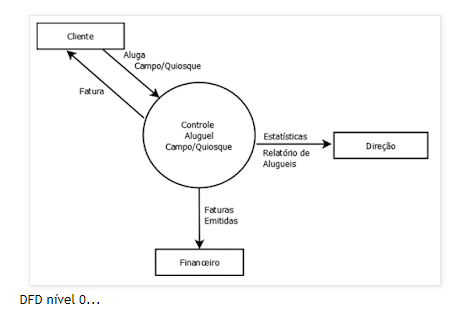 Cliente
Aluga
Campo/Quiosque
Fatura
Controle
Aluguel
Campo/Quiosque
Estatísticas
Relatório de
Alugueis
Direção
Faturas
Emitidas
Financeiro
DFD nível 0...